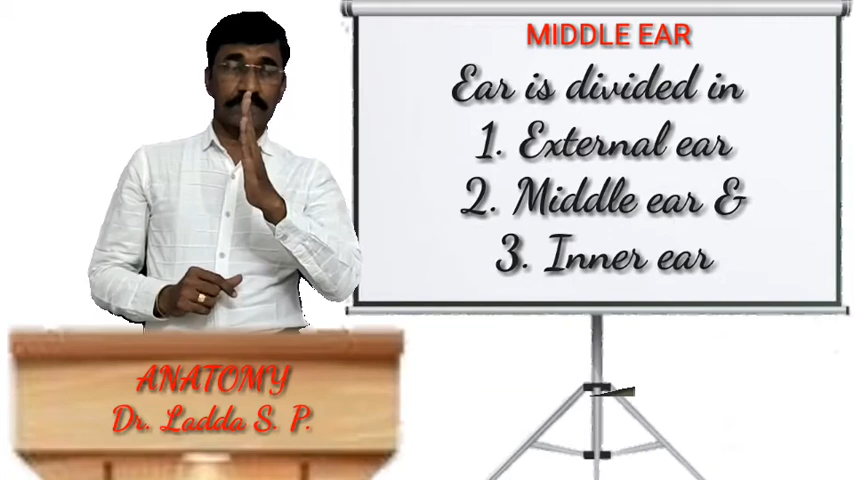 MIDDLE EAR
Ear is divided in
1. External ear
2. Middle ear &
3. Inner ear
ANATOMY
Dr. Ladda S. P.